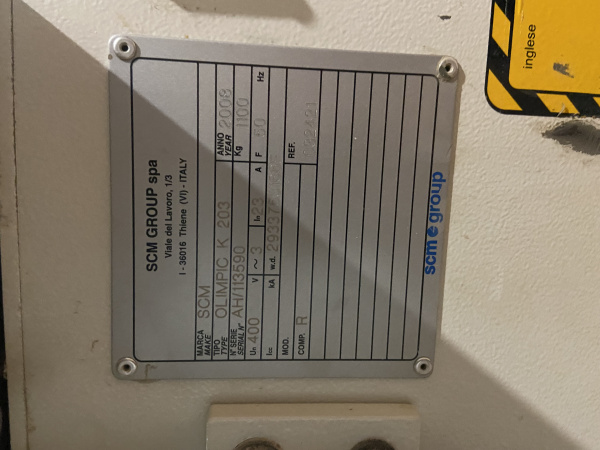 SCM GROUP spa
Viale del Lavoro, 1/3
I - 36016 Thiene (VI) - ITALY
MARCA
MAKE SCM
TIPO
TYPE OLIMPIC K 203 ANNO
YEAR 2008
N° SERIE
SERIAL N° AH/113590 Kg 1100
Un 400 V ~ 3 In 23 A F 50 Hz
Icc kA w.d.
MOD. REF.
COMP. R
scm group
inglese